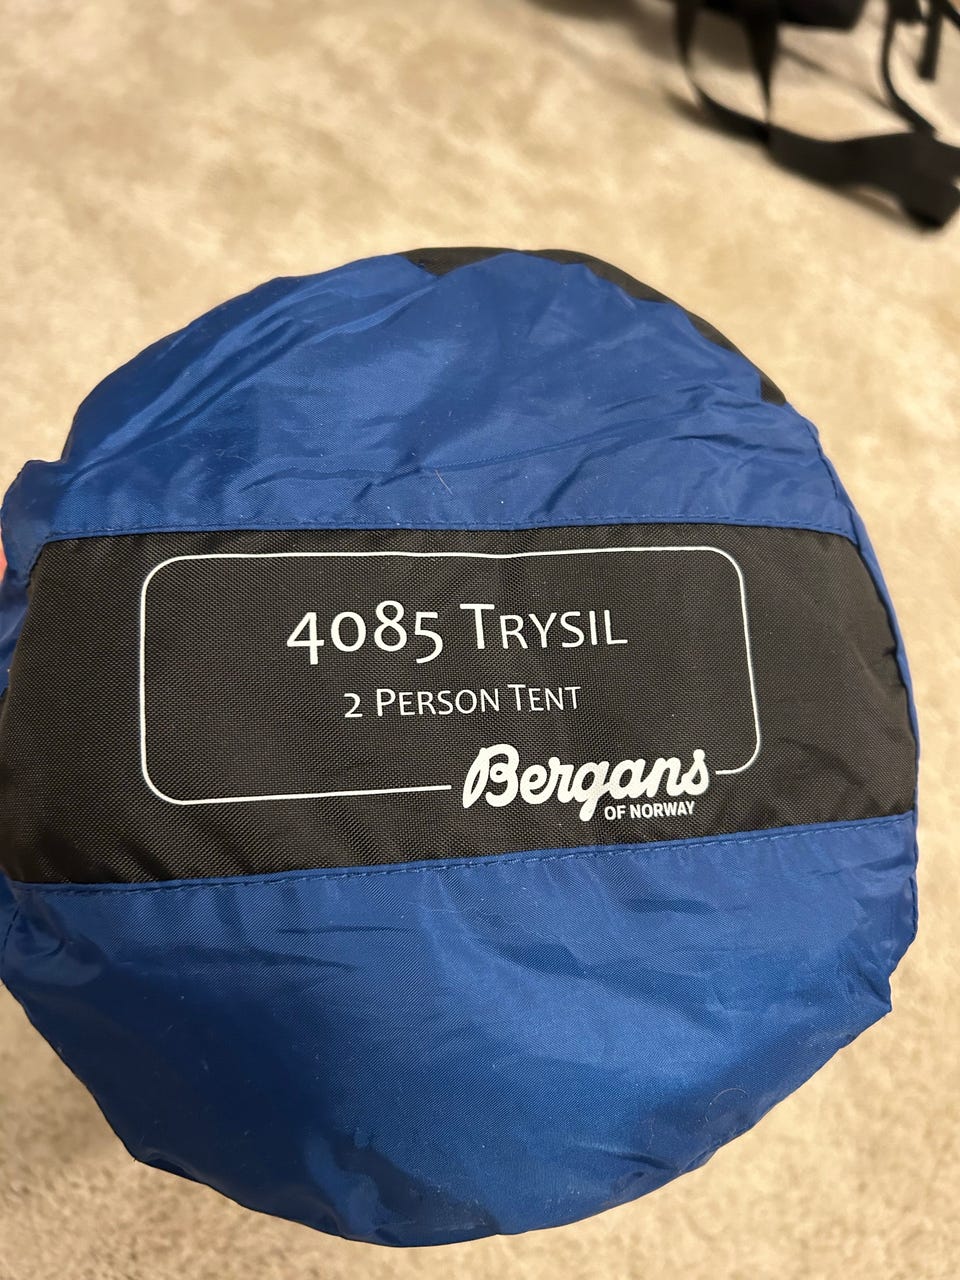 4085 Trysil
2 Person Tent
Bergans
OF NORWAY